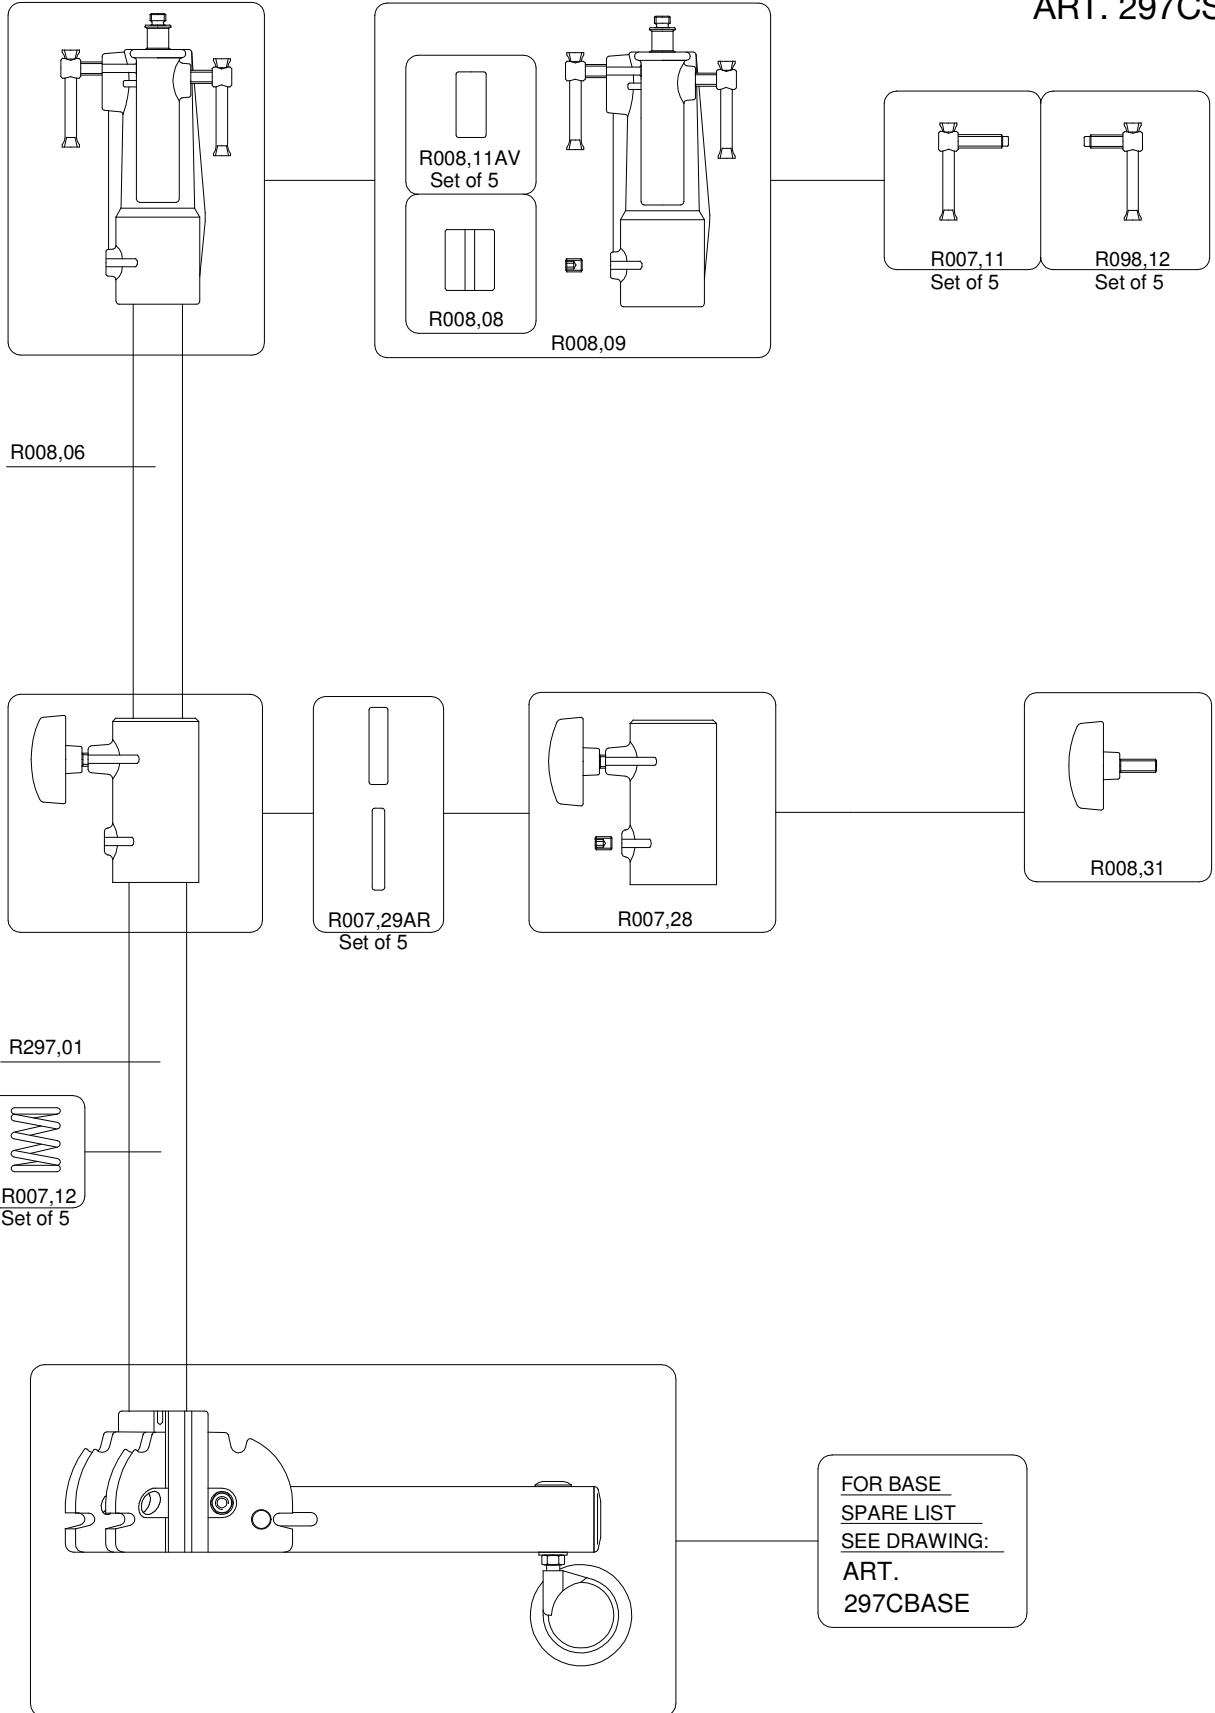 ART. 297CS
R008,11AV
Set of 5
R008,08
R008,09
R007,11
Set of 5
R098,12
Set of 5
R008,06
R007,29AR
Set of 5
R007,28
R008,31
R297,01
R007,12
Set of 5
FOR BASE
SPARE LIST
SEE DRAWING:
ART.
297CBASE